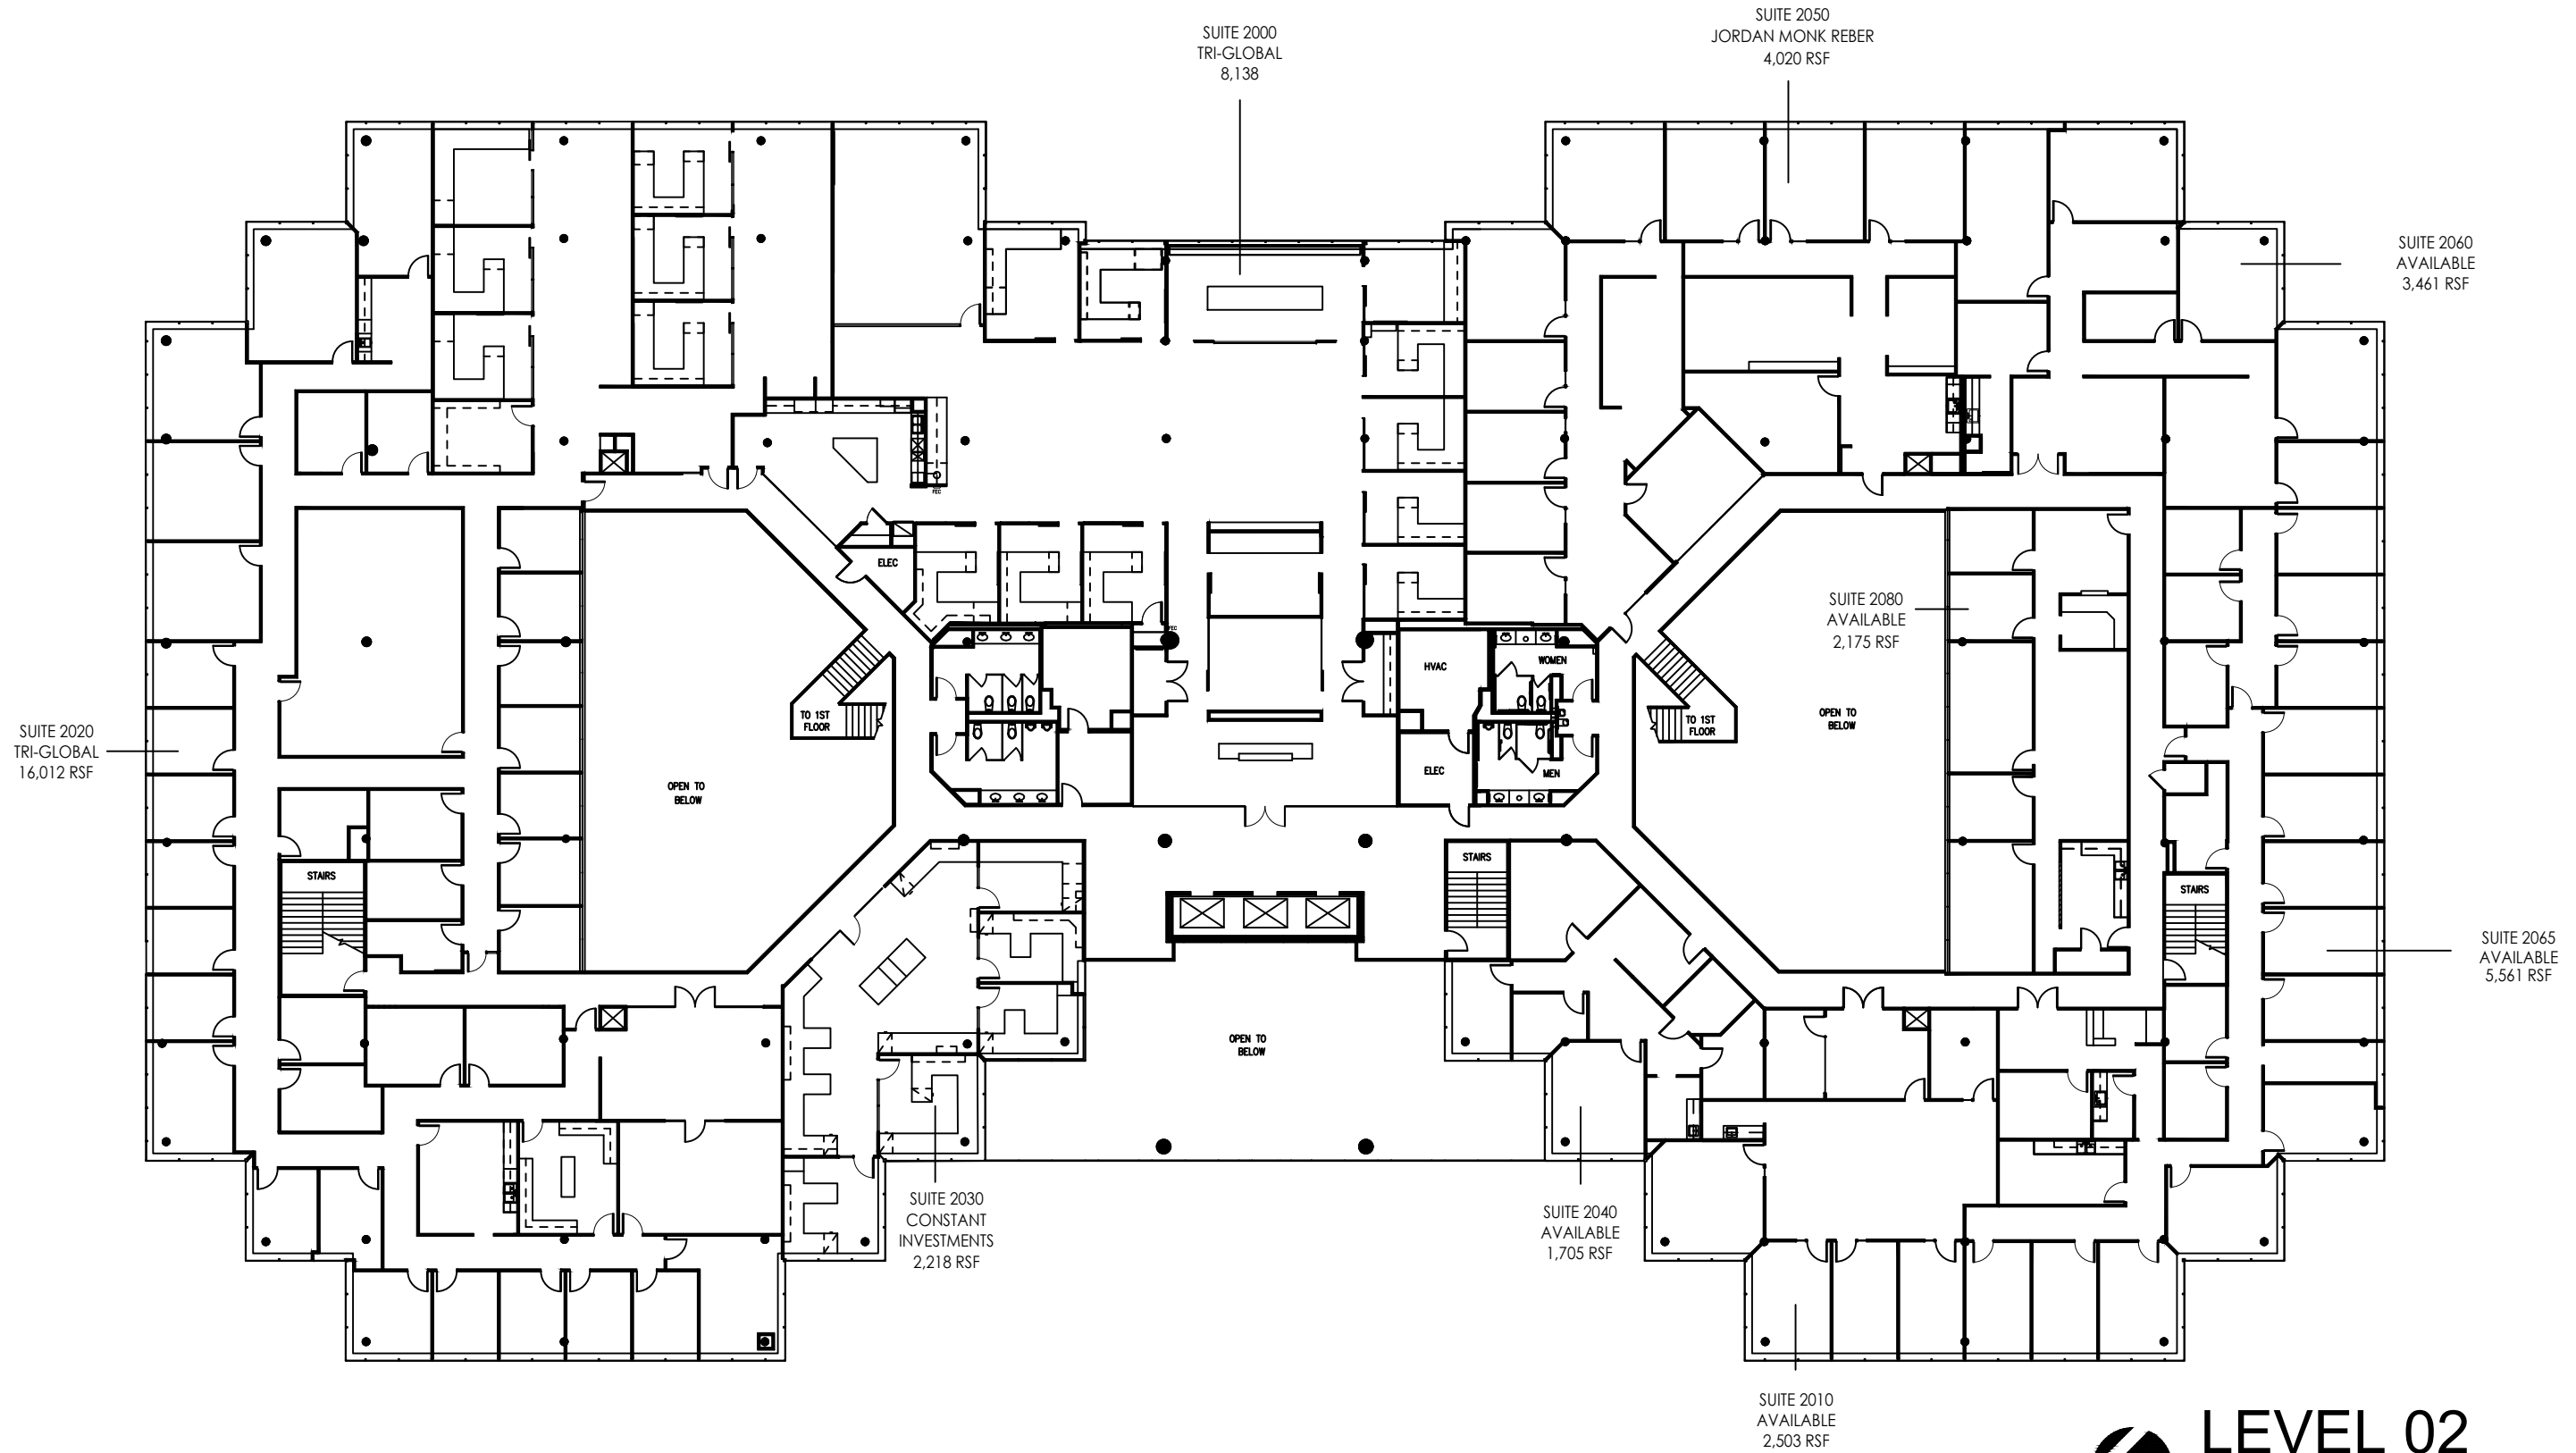 SUITE 2050
JORDAN MONK REBER
4,020 RSF
SUITE 2000
TRI-GLOBAL
8,138
SUITE 2060
AVAILABLE
3,461 RSF
FEC
ELEC
SUITE 2080
AVAILABLE
2,175 RSF
FEC
HVAC
WOMEN
TO 1ST
FLOOR
TO 1ST
FLOOR
OPEN TO
BELOW
SUITE 2020
TRI-GLOBAL
16,012 RSF
ELEC
MEN
OPEN TO
BELOW
STAIRS
STAIRS
STAIRS
SUITE 2065
AVAILABLE
5,561 RSF
OPEN TO
BELOW
SUITE 2030
CONSTANT
INVESTMENTS
2,218 RSF
SUITE 2040
AVAILABLE
1,705 RSF
SUITE 2010
AVAILABLE
2,503 RSF
LEVEL 02